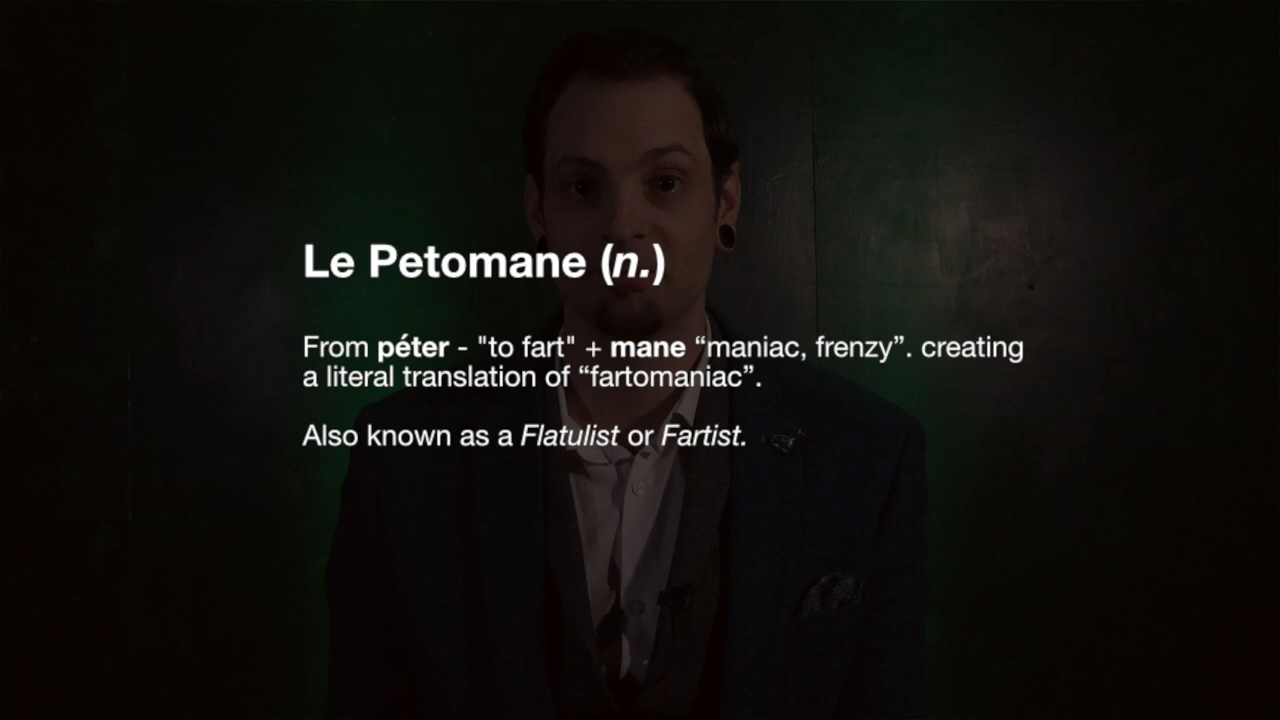 Le Petomane (n.)
From péter - "to fart" + mane “maniac, frenzy”. creating
a literal translation of “fartomaniac”.
Also known as a Flatulist or Fartist.